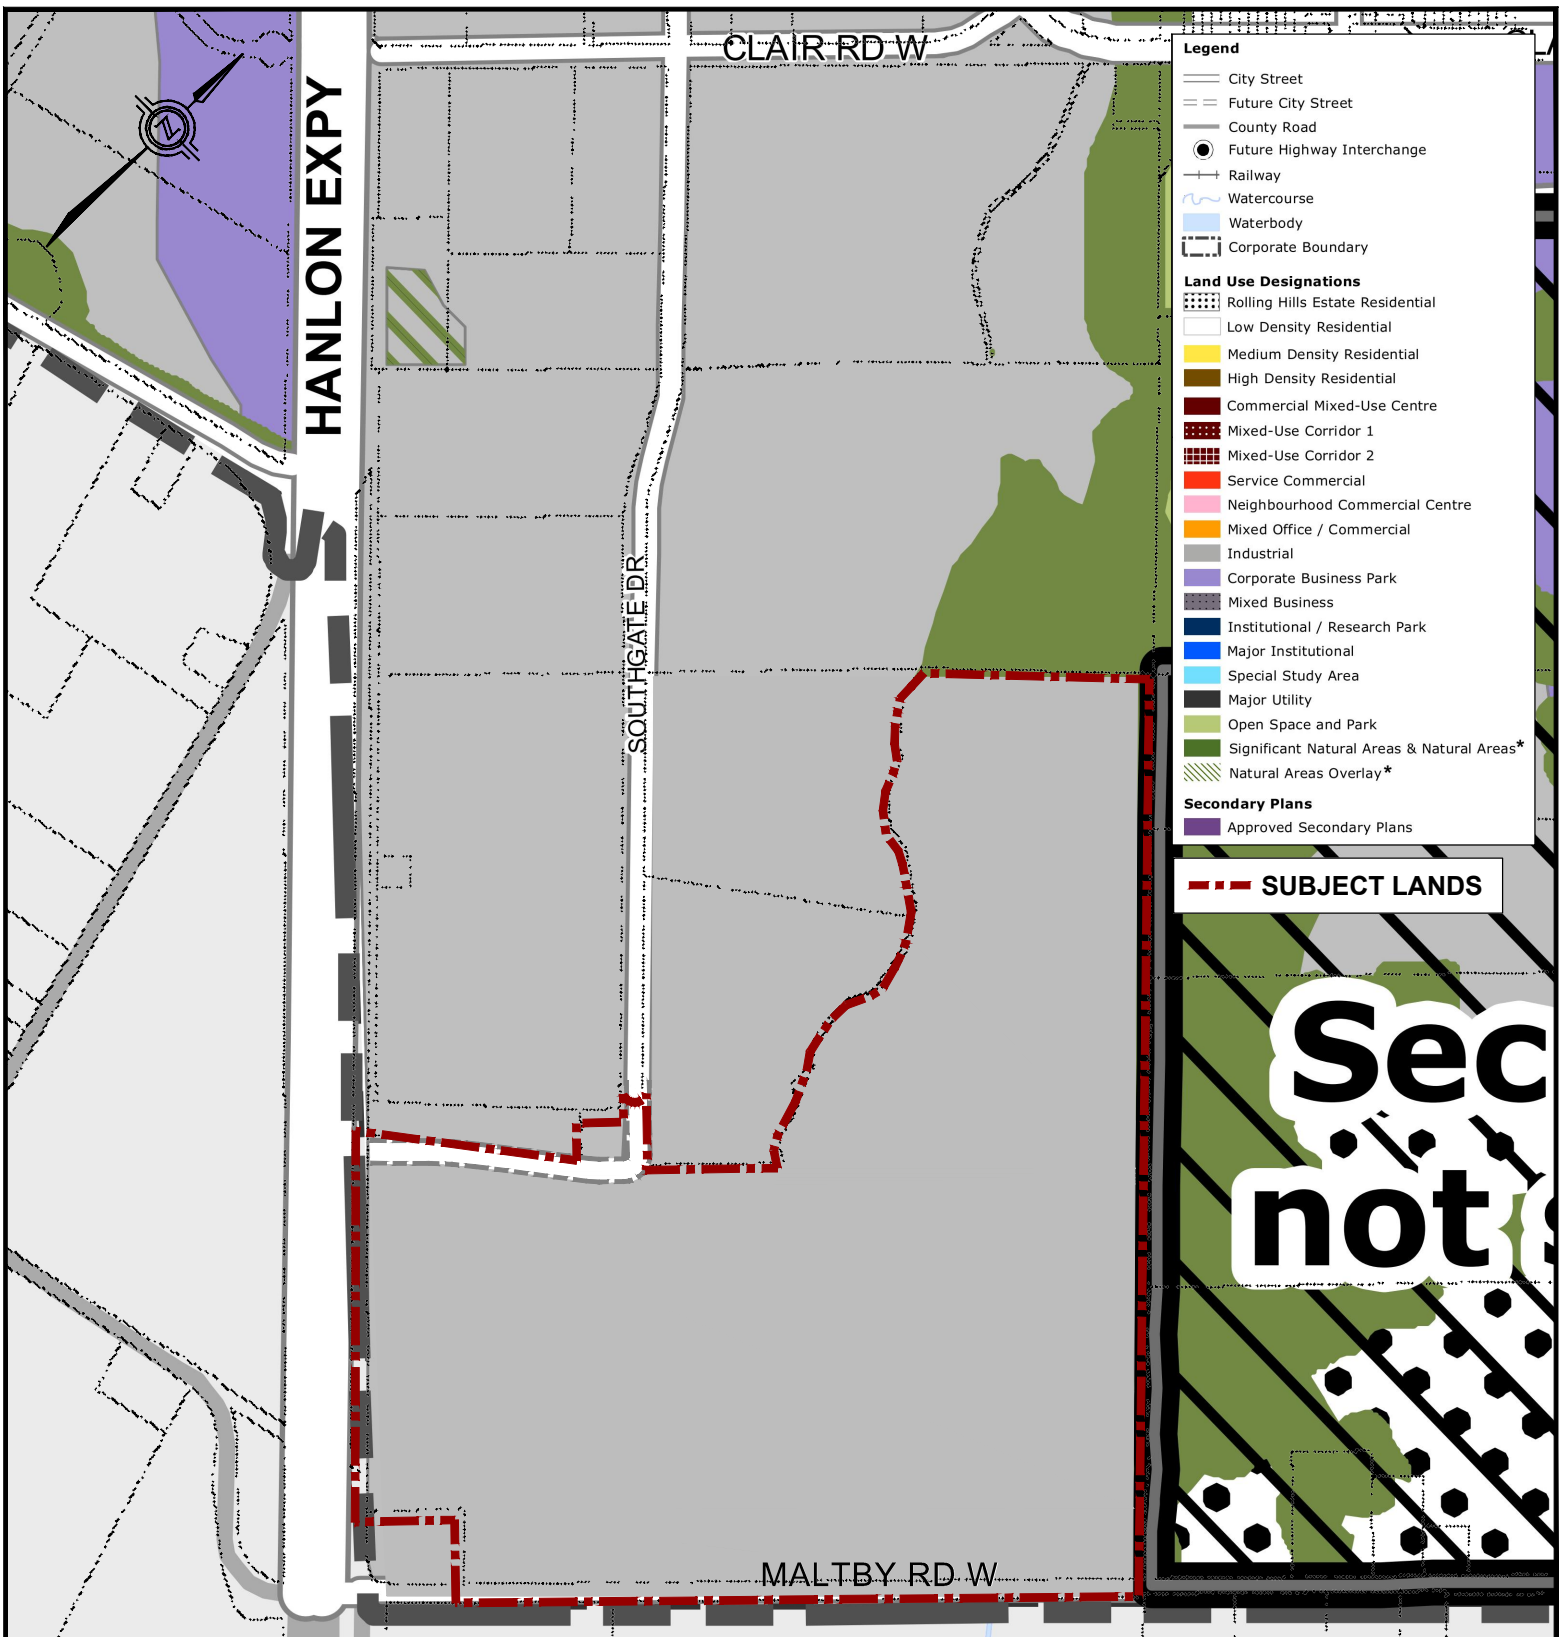 CLAIR RD W
HANLON EXPY
SOUTHGATE DR
MALTBY RD W
Z
Legend
City Street
Future City Street
County Road
Future Highway Interchange
Railway
Watercourse
Waterbody
Corporate Boundary
Land Use Designations
Rolling Hills Estate Residential
Low Density Residential
Medium Density Residential
High Density Residential
Commercial Mixed-Use Centre
Mixed-Use Corridor 1
Mixed-Use Corridor 2
Service Commercial
Neighbourhood Commercial Centre
Mixed Office / Commercial
Industrial
Corporate Business Park
Mixed Business
Institutional / Research Park
Major Institutional
Special Study Area
Major Utility
Open Space and Park
Significant Natural Areas & Natural Areas*
Natural Areas Overlay*
Secondary Plans
Approved Secondary Plans
SUBJECT LANDS
Sec
not